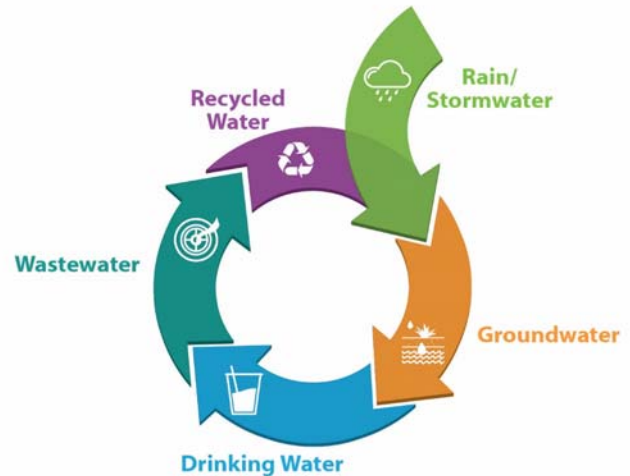 Rain/
Stormwater
Recycled
Water
Wastewater
Groundwater
Drinking Water